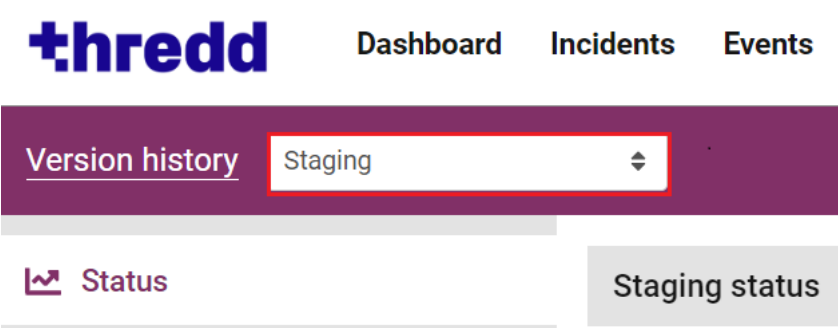 thredd Dashboard Incidents Events
Version history Staging
Status
Staging status